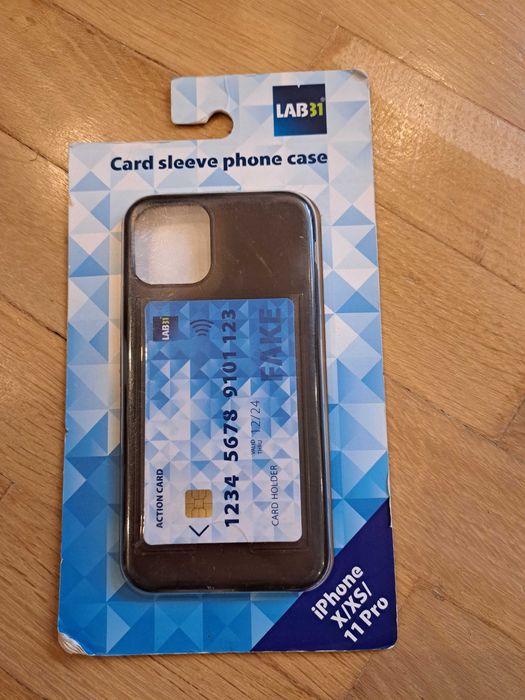 LAB31®
Card sleeve phone case
LAB31
ACTION CARD
1234 5678 9101 123
VALID THRU 12/24
CARD HOLDER
FAKE
iPhone
X/XS/
11 Pro